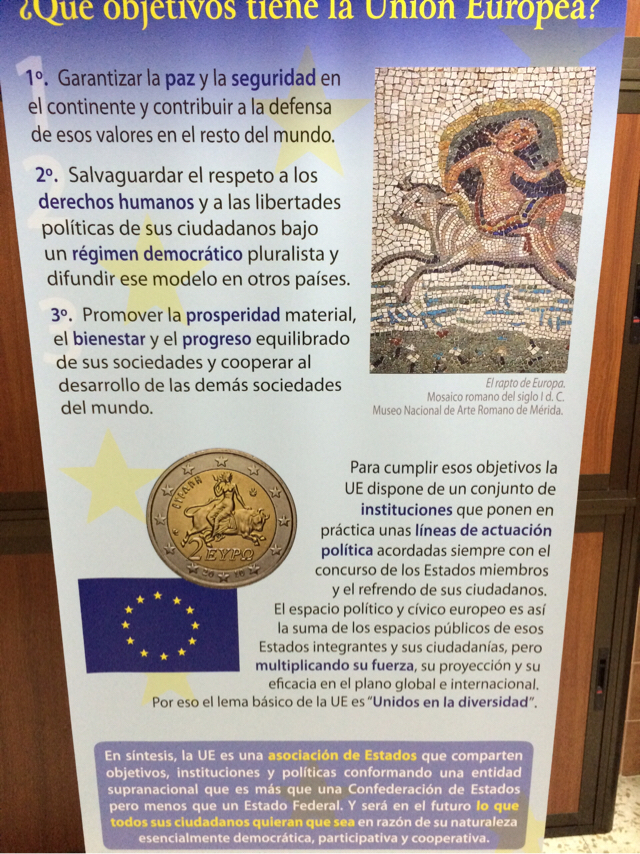 ¿Qué objetivos tiene la Unión Europea?
1º. Garantizar la paz y la seguridad en
el continente y contribuir a la defensa
de esos valores en el resto del mundo.
2º. Salvaguardar el respeto a los
derechos humanos y a las libertades
políticas de sus ciudadanos bajo
un régimen democrático pluralista y
difundir ese modelo en otros países.
3º. Promover la prosperidad material,
el bienestar y el progreso equilibrado
de sus sociedades y cooperar al
desarrollo de las demás sociedades
del mundo.
El rapto de Europa.
Mosaico romano del siglo I d. C.
Museo Nacional de Arte Romano de Mérida.
ΕΥΡΩΠΗ
2 ΕΥΡΩ
Para cumplir esos objetivos la
UE dispone de un conjunto de
instituciones que ponen en
práctica unas líneas de actuación
política acordadas siempre con el
concurso de los Estados miembros
y el refrendo de sus ciudadanos.
El espacio político y cívico europeo es así
la suma de los espacios públicos de esos
Estados integrantes y sus ciudadanías, pero
multiplicando su fuerza, su proyección y su
eficacia en el plano global e internacional.
Por eso el lema básico de la UE es "Unidos en la diversidad".
En síntesis, la UE es una asociación de Estados que comparten
objetivos, instituciones y políticas conformando una entidad
supranacional que es más que una Confederación de Estados
pero menos que un Estado Federal. Y será en el futuro lo que
todos sus ciudadanos quieran que sea en razón de su naturaleza
esencialmente democrática, participativa y cooperativa.